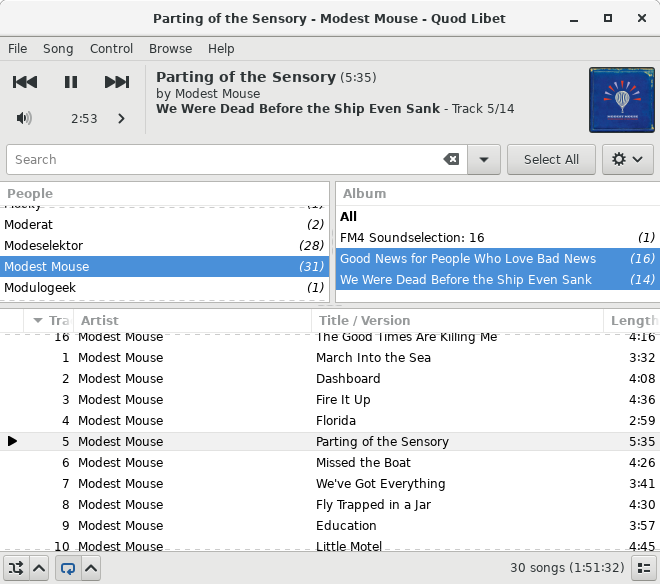 Parting of the Sensory - Modest Mouse - Quod Libet
File Song Control Browse Help
Parting of the Sensory (5:35)
by Modest Mouse
We Were Dead Before the Ship Even Sank - Track 5/14
2:53
Search Select All
People Album
(1)
All
Moderat (2)
FM4 Soundselection: 16 (1)
Modeselektor (28)
Good News for People Who Love Bad News (16)
Modest Mouse (31)
We Were Dead Before the Ship Even Sank (14)
Modulogeek (1)
Tra Artist Title / Version Length
16 Modest Mouse The Good Times Are Killing Me 4:16
1 Modest Mouse March Into the Sea 3:32
2 Modest Mouse Dashboard 4:08
3 Modest Mouse Fire It Up 4:36
4 Modest Mouse Florida 2:59
5 Modest Mouse Parting of the Sensory 5:35
6 Modest Mouse Missed the Boat 4:26
7 Modest Mouse We've Got Everything 3:41
8 Modest Mouse Fly Trapped in a Jar 4:30
9 Modest Mouse Education 3:57
10 Modest Mouse Little Motel 4:45
30 songs (1:51:32)